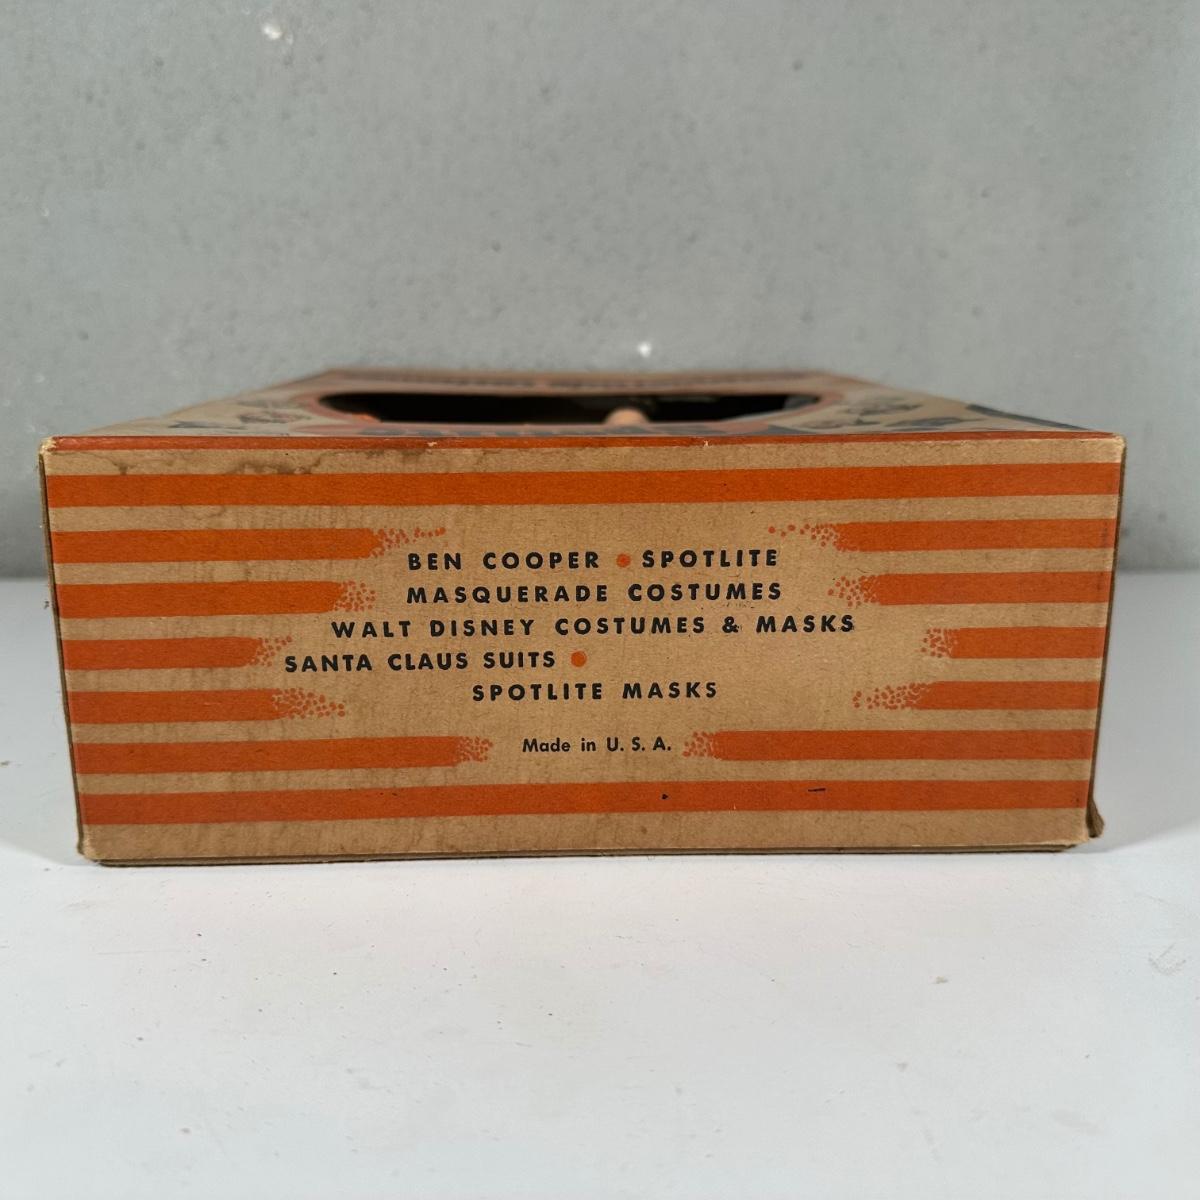 BEN COOPER • SPOTLITE
MASQUERADE COSTUMES
WALT DISNEY COSTUMES & MASKS
SANTA CLAUS SUITS •
SPOTLITE MASKS
Made in U. S. A.